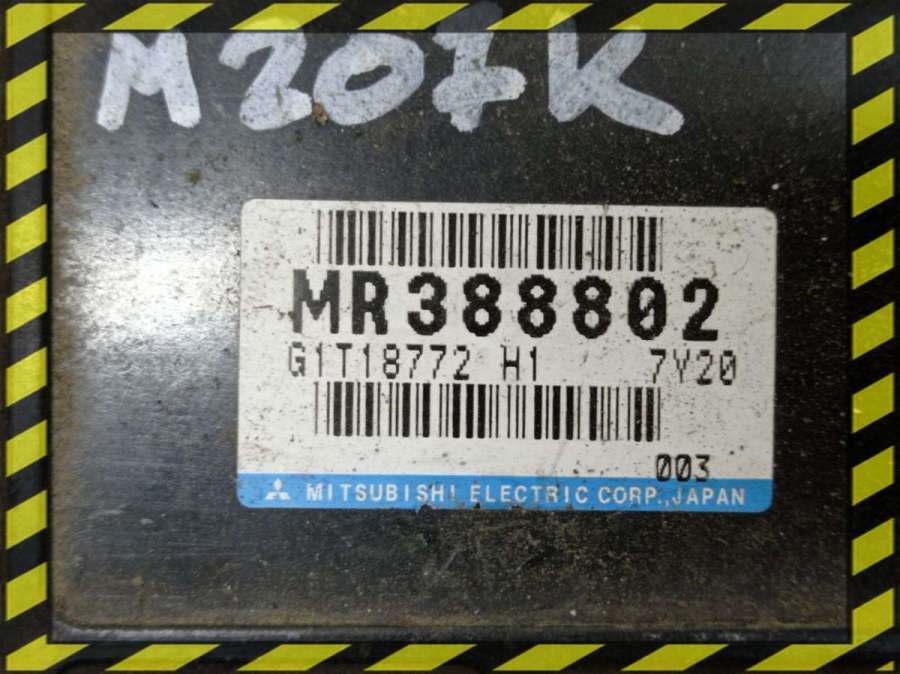 M207K
MR388802
G1T18772 H1 7Y20
003
MITSUBISHI ELECTRIC CORP.,JAPAN